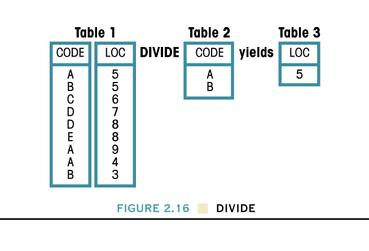 Table 1 Table 2 Table 3
CODE LOC DIVIDE CODE yields LOC
A 5 A 5
B 5 B
C 6
D 7
D 8
E 8
A 9
A 4
B 3
FIGURE 2.16 DIVIDE